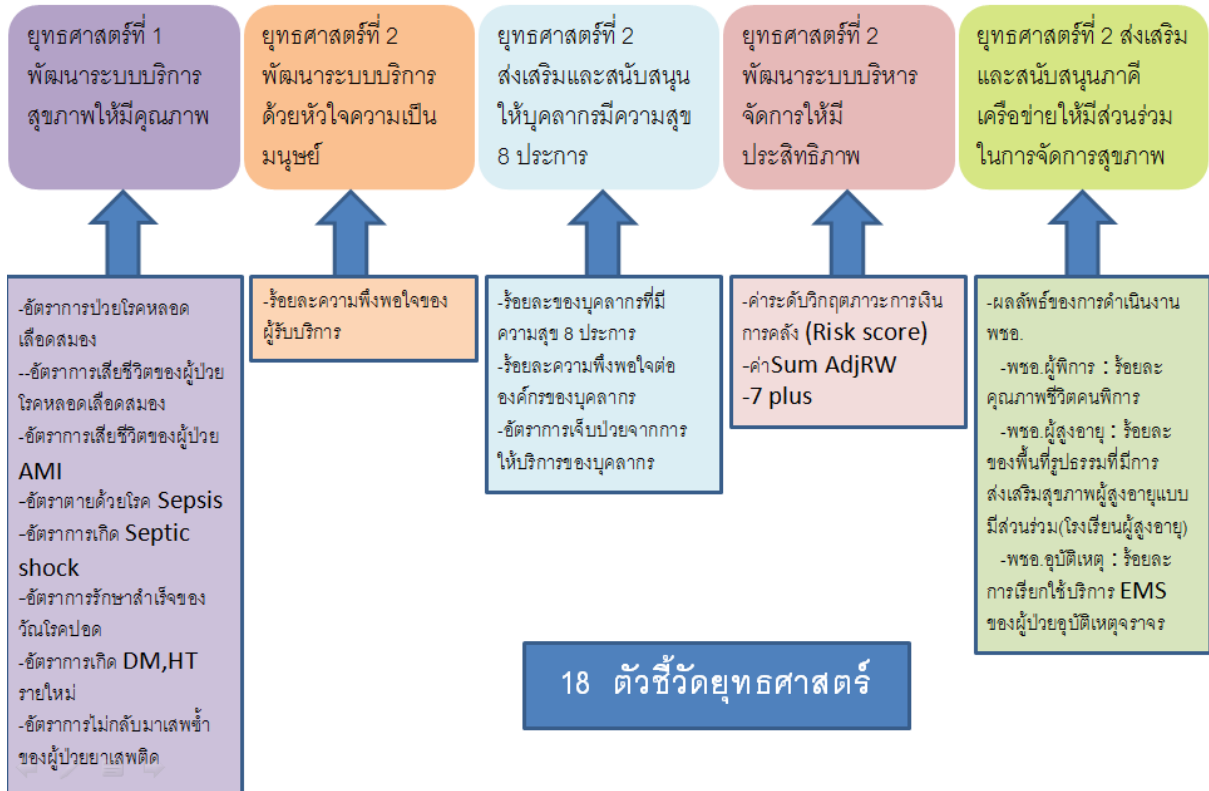 ยุทธศาสตร์ที่ 1
พัฒนาระบบบริการ
สุขภาพให้มีคุณภาพ
ยุทธศาสตร์ที่ 2
พัฒนาระบบบริการ
ด้วยหัวใจความเป็น
มนุษย์
ยุทธศาสตร์ที่ 2
ส่งเสริมและสนับสนุน
ให้บุคลากรมีความสุข
8 ประการ
ยุทธศาสตร์ที่ 2
พัฒนาระบบบริหาร
จัดการให้มี
ประสิทธิภาพ
ยุทธศาสตร์ที่ 2 ส่งเสริม
และสนับสนุนภาคี
เครือข่ายให้มีส่วนร่วม
ในการจัดการสุขภาพ
-อัตราการป่วยโรคหลอด
เลือดสมอง
--อัตราการเสียชีวิตของผู้ป่วย
โรคหลอดเลือดสมอง
-อัตราการเสียชีวิตของผู้ป่วย
AMI
-อัตราตายด้วยโรค Sepsis
-อัตราการเกิด Septic
shock
-อัตราการรักษาสำเร็จของ
วัณโรคปอด
-อัตราการเกิด DM,HT
รายใหม่
-อัตราการไม่กลับมาเสพซ้ำ
ของผู้ป่วยยาเสพติด
-ร้อยละความพึงพอใจของ
ผู้รับบริการ
-ร้อยละของบุคลากรที่มี
ความสุข 8 ประการ
-ร้อยละความพึงพอใจต่อ
องค์กรของบุคลากร
-อัตราการเจ็บป่วยจากการ
ให้บริการของบุคลากร
-ค่าระดับวิกฤตภาวะการเงิน
การคลัง (Risk score)
-ค่าSum AdjRW
-7 plus
-ผลลัพธ์ของการดำเนินงาน
พชอ.
-พชอ.ผู้พิการ : ร้อยละ
คุณภาพชีวิตคนพิการ
-พชอ.ผู้สูงอายุ : ร้อยละ
ของพื้นที่รูปธรรมที่มีการ
ส่งเสริมสุขภาพผู้สูงอายุแบบ
มีส่วนร่วม(โรงเรียนผู้สูงอายุ)
-พชอ.อุบัติเหตุ : ร้อยละ
การเรียกใช้บริการ EMS
ของผู้ป่วยอุบัติเหตุจราจร
18 ตัวชี้วัดยุทธศาสตร์